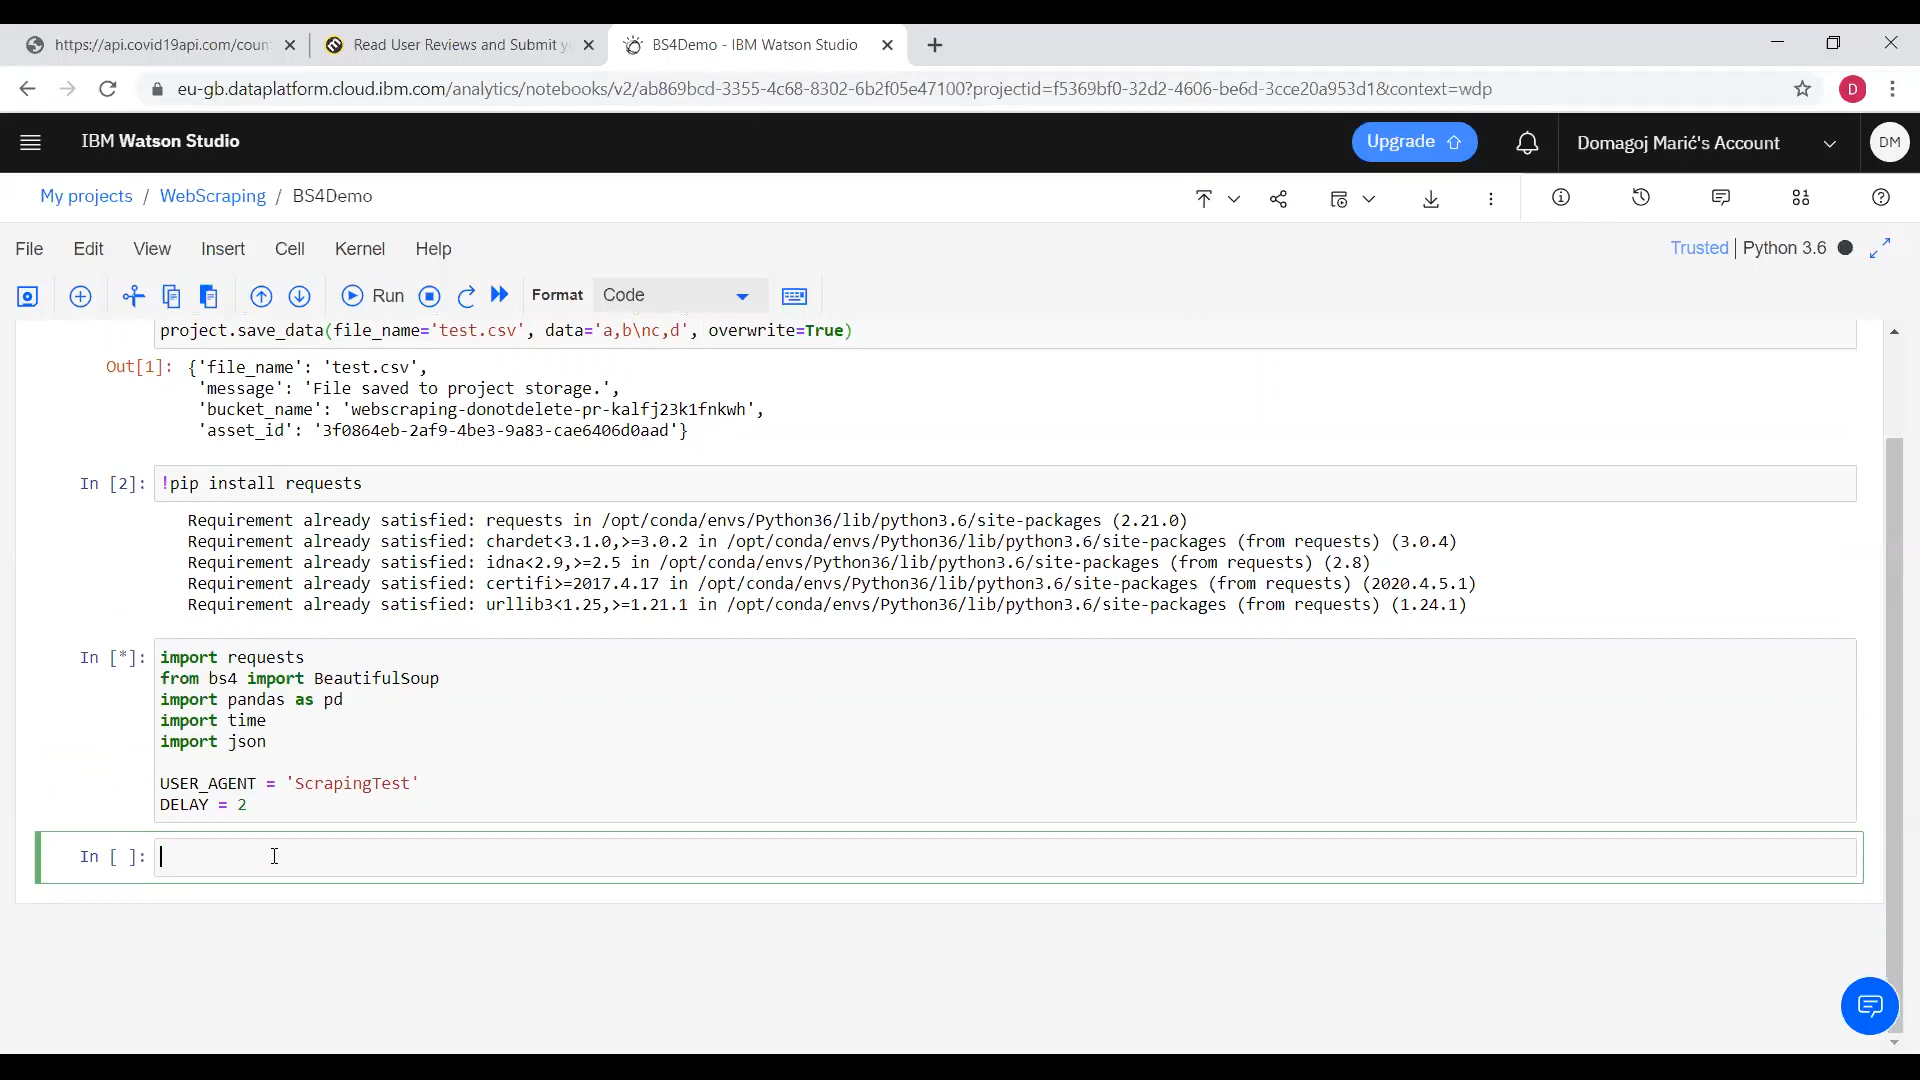 https://api.covid19api.com/coun
Read User Reviews and Submit y
BS4Demo - IBM Watson Studio
eu-gb.dataplatform.cloud.ibm.com/analytics/notebooks/v2/ab869bcd-3355-4c68-8302-6b2f05e47100?projectid=f5369bf0-32d2-4606-be6d-3cce20a953d1&context=wdp
D
IBM Watson Studio
Upgrade
Domagoj Marić's Account
DM
My projects / WebScraping / BS4Demo
File Edit View Insert Cell Kernel Help
Trusted | Python 3.6
Run
Format
Code
project.save_data(file_name='test.csv', data='a,b\nc,d', overwrite=True)
Out[1]: {'file_name': 'test.csv',
'message': 'File saved to project storage.',
'bucket_name': 'webscraping-donotdelete-pr-kalfj23k1fnkwh',
'asset_id': '3f0864eb-2af9-4be3-9a83-cae6406d0aad'}
In [2]: !pip install requests
Requirement already satisfied: requests in /opt/conda/envs/Python36/lib/python3.6/site-packages (2.21.0)
Requirement already satisfied: chardet<3.1.0,>=3.0.2 in /opt/conda/envs/Python36/lib/python3.6/site-packages (from requests) (3.0.4)
Requirement already satisfied: idna<2.9,>=2.5 in /opt/conda/envs/Python36/lib/python3.6/site-packages (from requests) (2.8)
Requirement already satisfied: certifi>=2017.4.17 in /opt/conda/envs/Python36/lib/python3.6/site-packages (from requests) (2020.4.5.1)
Requirement already satisfied: urllib3<1.25,>=1.21.1 in /opt/conda/envs/Python36/lib/python3.6/site-packages (from requests) (1.24.1)
In [*]: import requests
from bs4 import BeautifulSoup
import pandas as pd
import time
import json
USER_AGENT = 'ScrapingTest'
DELAY = 2
In [ ]: